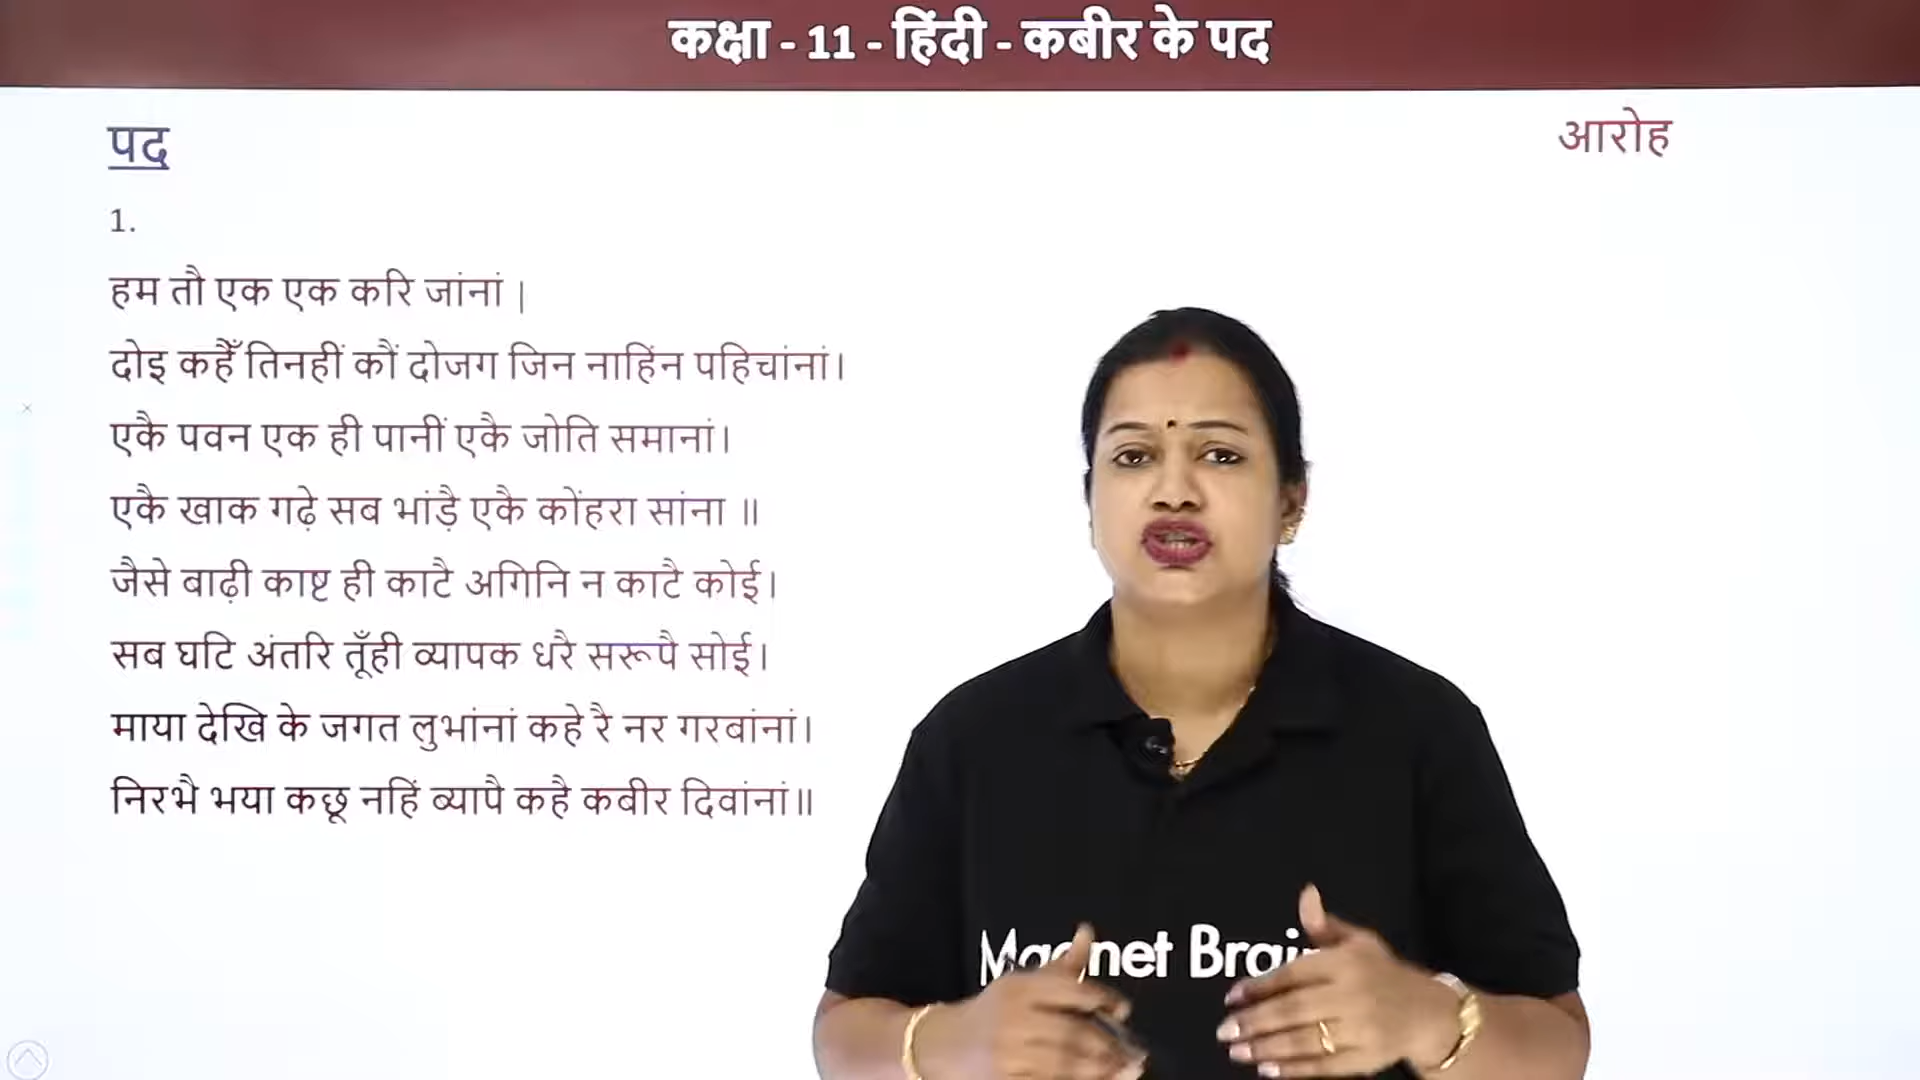 कक्षा - 11 - हिंदी - कबीर के पद
पद
आरोह
1.
हम तौ एक एक करि जांनां |
दोइ कहैँ तिनहीं कौं दोजग जिन नाहिंन पहिचांनां।
एकै पवन एक ही पानीं एकै जोति समानां।
एकै खाक गढ़े सब भांड़ै एकै कोंहरा सांना ॥
जैसे बाढ़ी काष्ट ही काटै अगिनि न काटै कोई।
सब घटि अंतरि तूँही व्यापक धरै सरूपै सोई।
माया देखि के जगत लुभांनां कहे रै नर गरबांनां।
निरभै भया कछू नहिं ब्यापै कहै कबीर दिवांनां॥